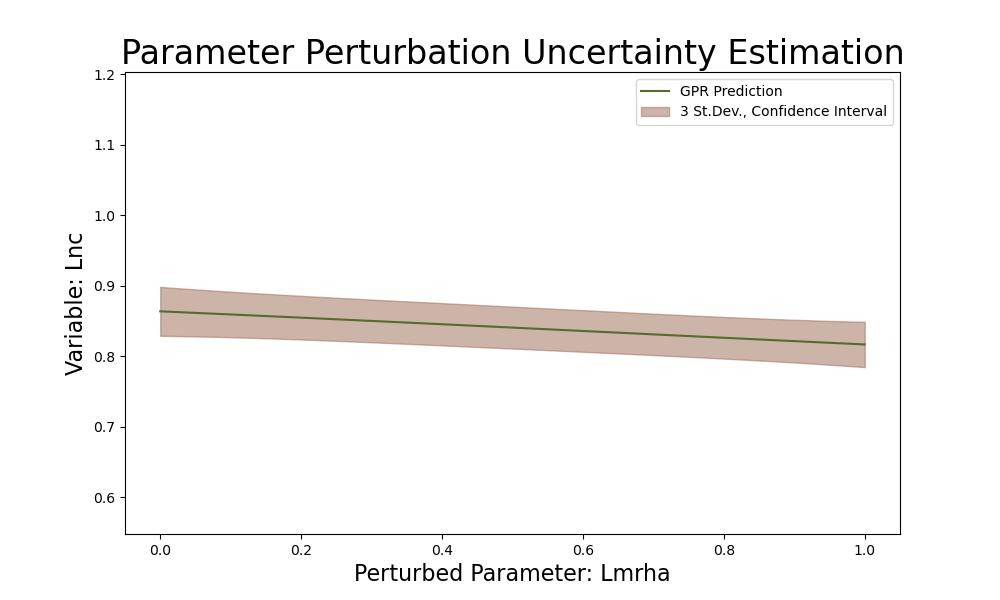 Parameter Perturbation Uncertainty Estimation
GPR Prediction
3 St.Dev., Confidence Interval
Variable: Lnc
1.2
1.1
1.0
0.9
0.8
0.7
0.6
0.0 0.2 0.4 0.6 0.8 1.0
Perturbed Parameter: Lmrha